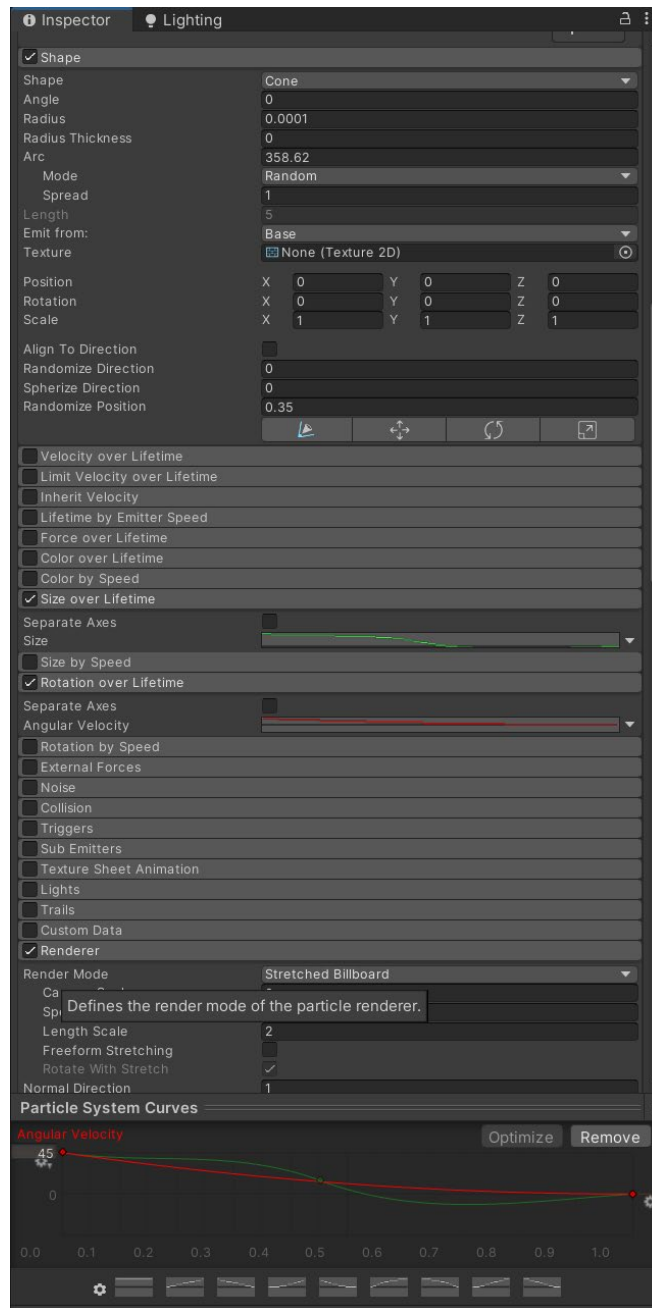 Inspector Lighting
Shape
Shape Cone
Angle 0
Radius 0.0001
Radius Thickness 0
Arc 358.62
Mode Random
Spread 1
Length 5
Emit from: Base
Texture None (Texture 2D)
Position X 0 Y 0 Z 0
Rotation X 0 Y 0 Z 0
Scale X 1 Y 1 Z 1
Align To Direction
Randomize Direction 0
Spherize Direction 0
Randomize Position 0.35
Velocity over Lifetime
Limit Velocity over Lifetime
Inherit Velocity
Lifetime by Emitter Speed
Force over Lifetime
Color over Lifetime
Color by Speed
Size over Lifetime
Separate Axes
Size
Size by Speed
Rotation over Lifetime
Separate Axes
Angular Velocity
Rotation by Speed
External Forces
Noise
Collision
Triggers
Sub Emitters
Texture Sheet Animation
Lights
Trails
Custom Data
Renderer
Render Mode Stretched Billboard
Defines the render mode of the particle renderer.
Length Scale 2
Freeform Stretching
Rotate With Stretch
Normal Direction 1
Particle System Curves
Angular Velocity Optimize Remove
45
0
0.0 0.1 0.2 0.3 0.4 0.5 0.6 0.7 0.8 0.9 1.0